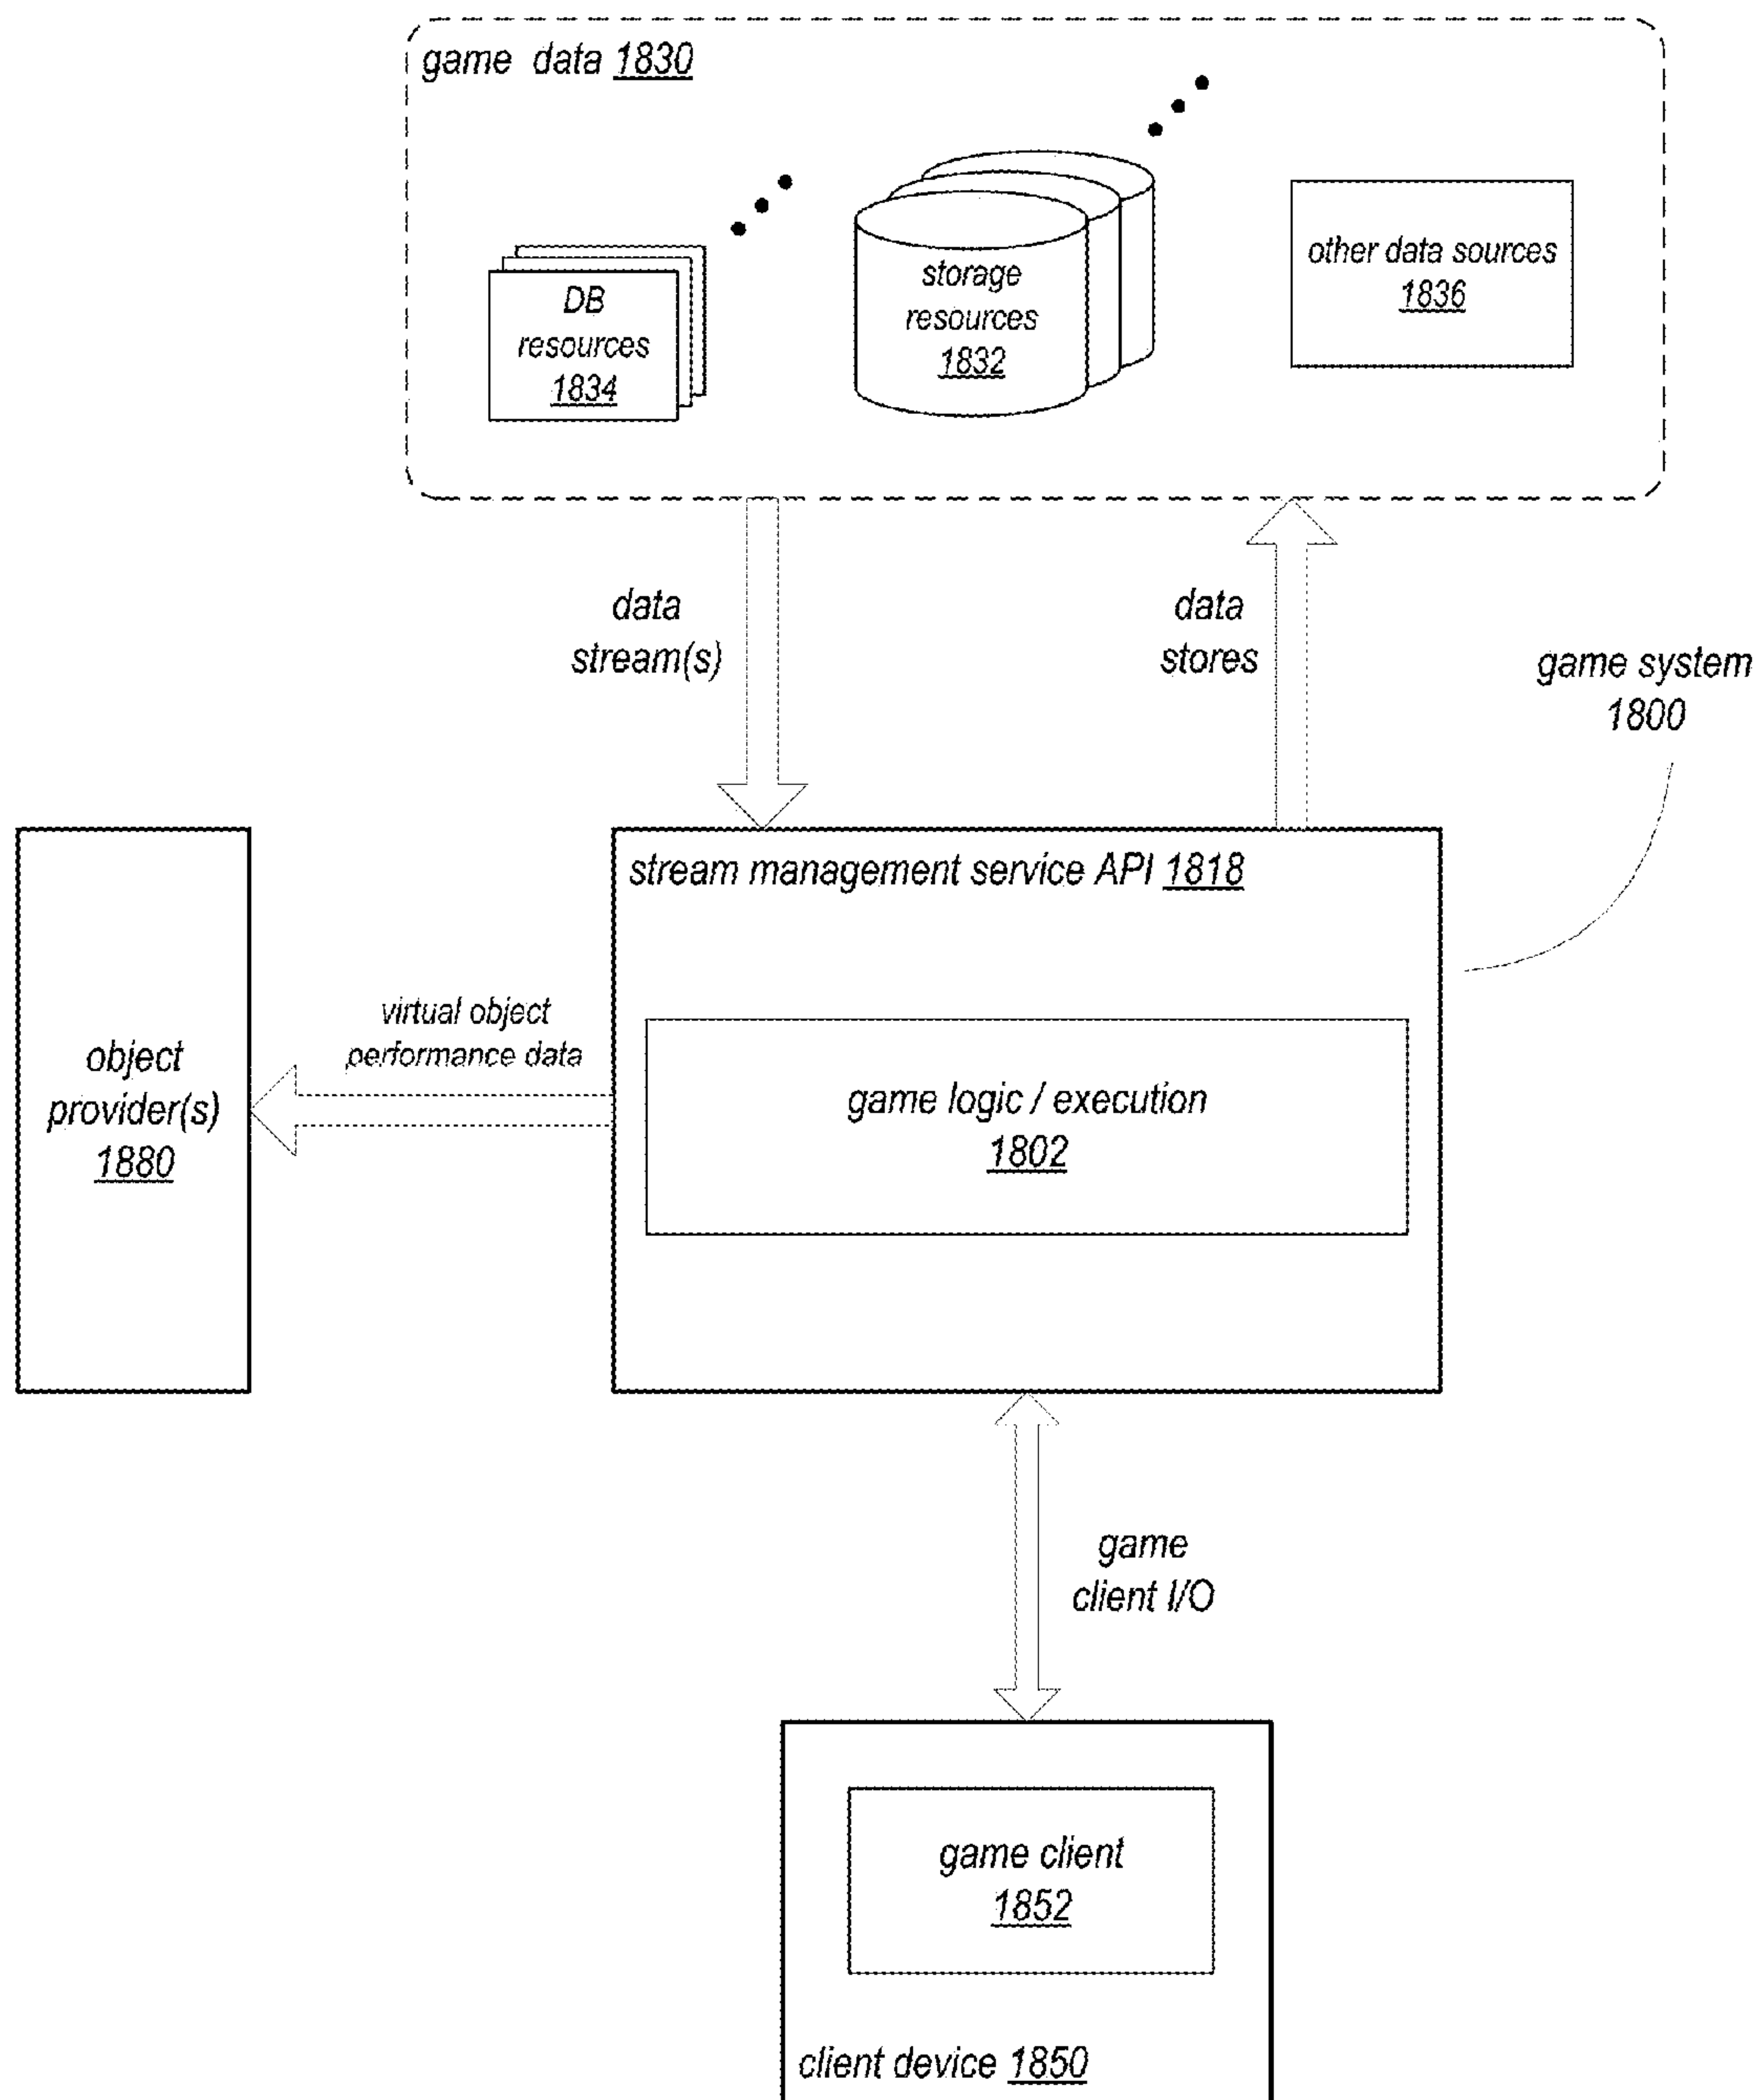 game data 1830
DB
resources
1834
storage
resources
1832
other data sources
1836
data
stream(s)
data
stores
game system
1800
stream management service API 1818
virtual object
performance data
object
provider(s)
1880
game logic / execution
1802
game
client I/O
game client
1852
client device 1850